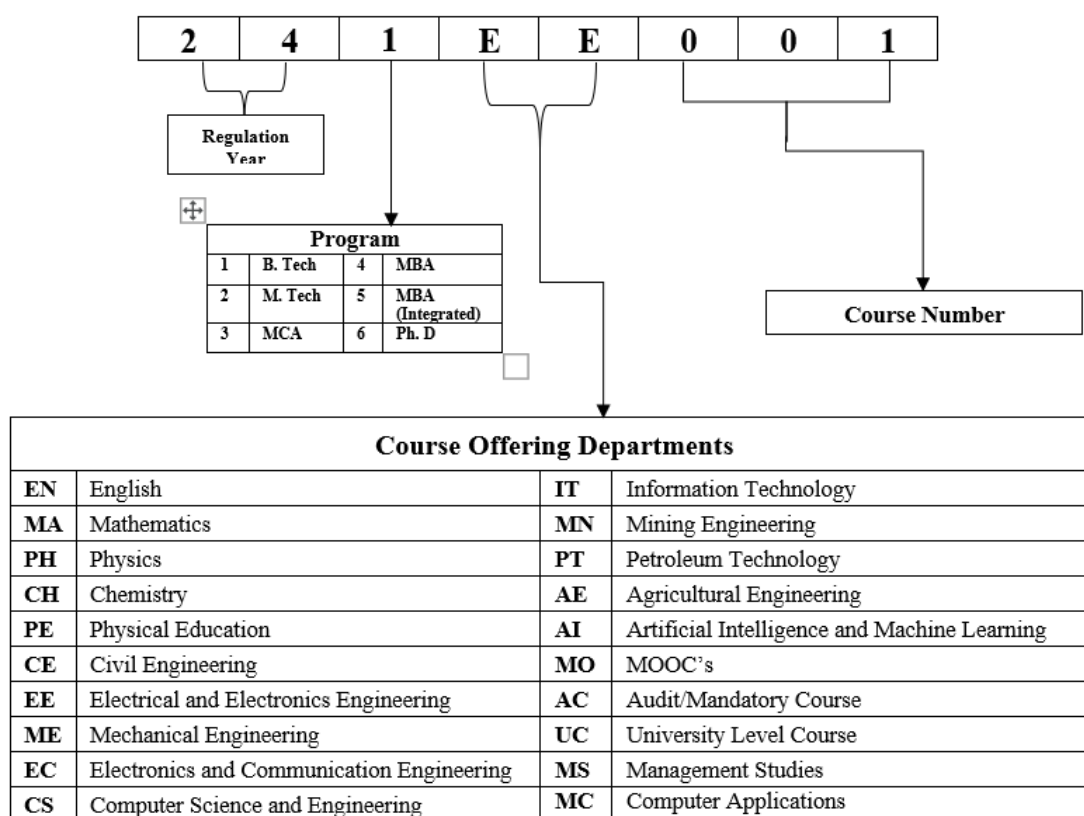 2 4 1 E E 0 0 1
Regulation
Year
Program
1 B. Tech 4 MBA
2 M. Tech 5 MBA
(Integrated)
3 MCA 6 Ph. D
Course Number
Course Offering Departments
EN English IT Information Technology
MA Mathematics MN Mining Engineering
PH Physics PT Petroleum Technology
CH Chemistry AE Agricultural Engineering
PE Physical Education AI Artificial Intelligence and Machine Learning
CE Civil Engineering MO MOOC’s
EE Electrical and Electronics Engineering AC Audit/Mandatory Course
ME Mechanical Engineering UC University Level Course
EC Electronics and Communication Engineering MS Management Studies
CS Computer Science and Engineering MC Computer Applications